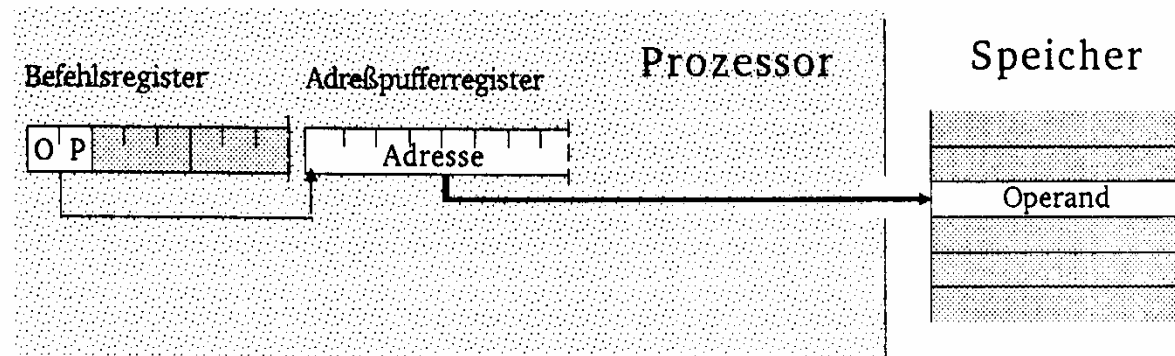 Prozessor
Speicher
Befehlsregister
Adreßpufferregister
O P
Adresse
Operand